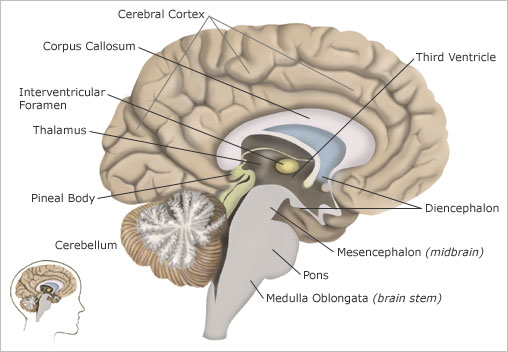 Cerebral Cortex
Corpus Callosum
Third Ventricle
Interventricular
Foramen
Thalamus
Pineal Body
Diencephalon
Cerebellum
Mesencephalon (midbrain)
Pons
Medulla Oblongata (brain stem)